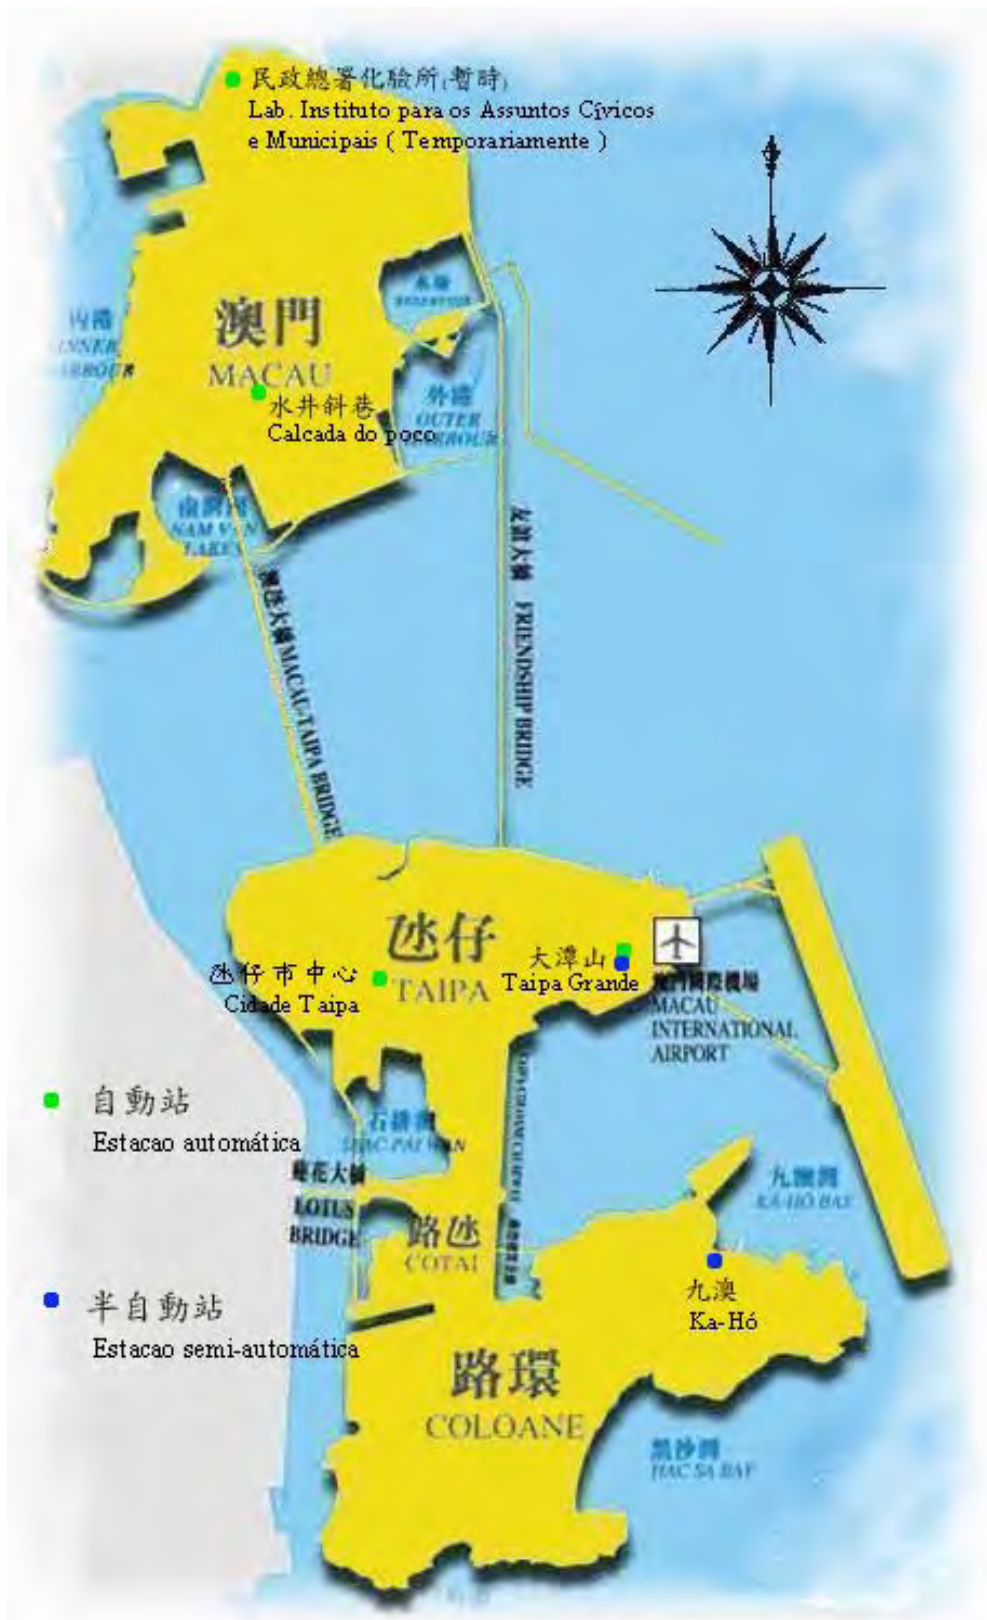 民政總署化驗所(暫時)
Lab. Instituto para os Assuntos Cívicos
e Municipais ( Temporariamente )
水塘
RESERVOIR
澳門
MACAU
內港
INNER
HARBOUR
水井斜巷
Calcada do poco
外港
OUTER
HARBOUR
南灣湖
NAM VAN
LAKES
澳氹大橋 MACAU-TAIPA BRIDGE
友誼大橋 FRIENDSHIP BRIDGE
氹仔
TAIPA
氹仔市中心
Cidade Taipa
大潭山
Taipa Grande
澳門國際機場
MACAU
INTERNATIONAL
AIRPORT
自動站
Estacao automática
石排灣
SEAC PAI WAN
蓮花大橋
LOTUS
BRIDGE
路氹
COTAI
九澳灣
KA-HO BAY
九澳
Ka-Hó
半自動站
Estacao semi-automática
路環
COLOANE
黑沙灣
HAC SA BAY